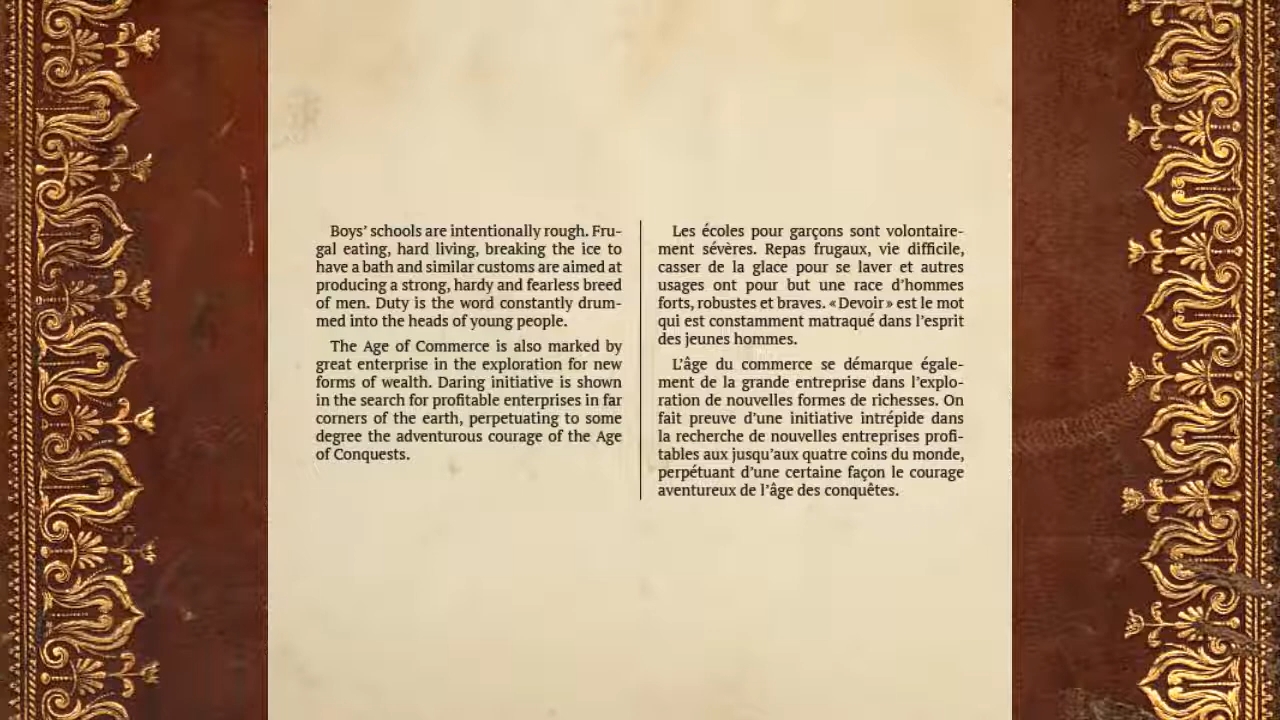 Boys’ schools are intentionally rough. Fru-
gal eating, hard living, breaking the ice to
have a bath and similar customs are aimed at
producing a strong, hardy and fearless breed
of men. Duty is the word constantly drum-
med into the heads of young people.
The Age of Commerce is also marked by
great enterprise in the exploration for new
forms of wealth. Daring initiative is shown
in the search for profitable enterprises in far
corners of the earth, perpetuating to some
degree the adventurous courage of the Age
of Conquests.
Les écoles pour garçons sont volontaire-
ment sévères. Repas frugaux, vie difficile,
casser de la glace pour se laver et autres
usages ont pour but une race d’hommes
forts, robustes et braves. «Devoir» est le mot
qui est constamment matraqué dans l’esprit
des jeunes hommes.
L’âge du commerce se démarque égale-
ment de la grande entreprise dans l’explo-
ration de nouvelles formes de richesses. On
fait preuve d’une initiative intrépide dans
la recherche de nouvelles entreprises profi-
tables aux jusqu’aux quatre coins du monde,
perpétuant d’une certaine façon le courage
aventureux de l’âge des conquêtes.